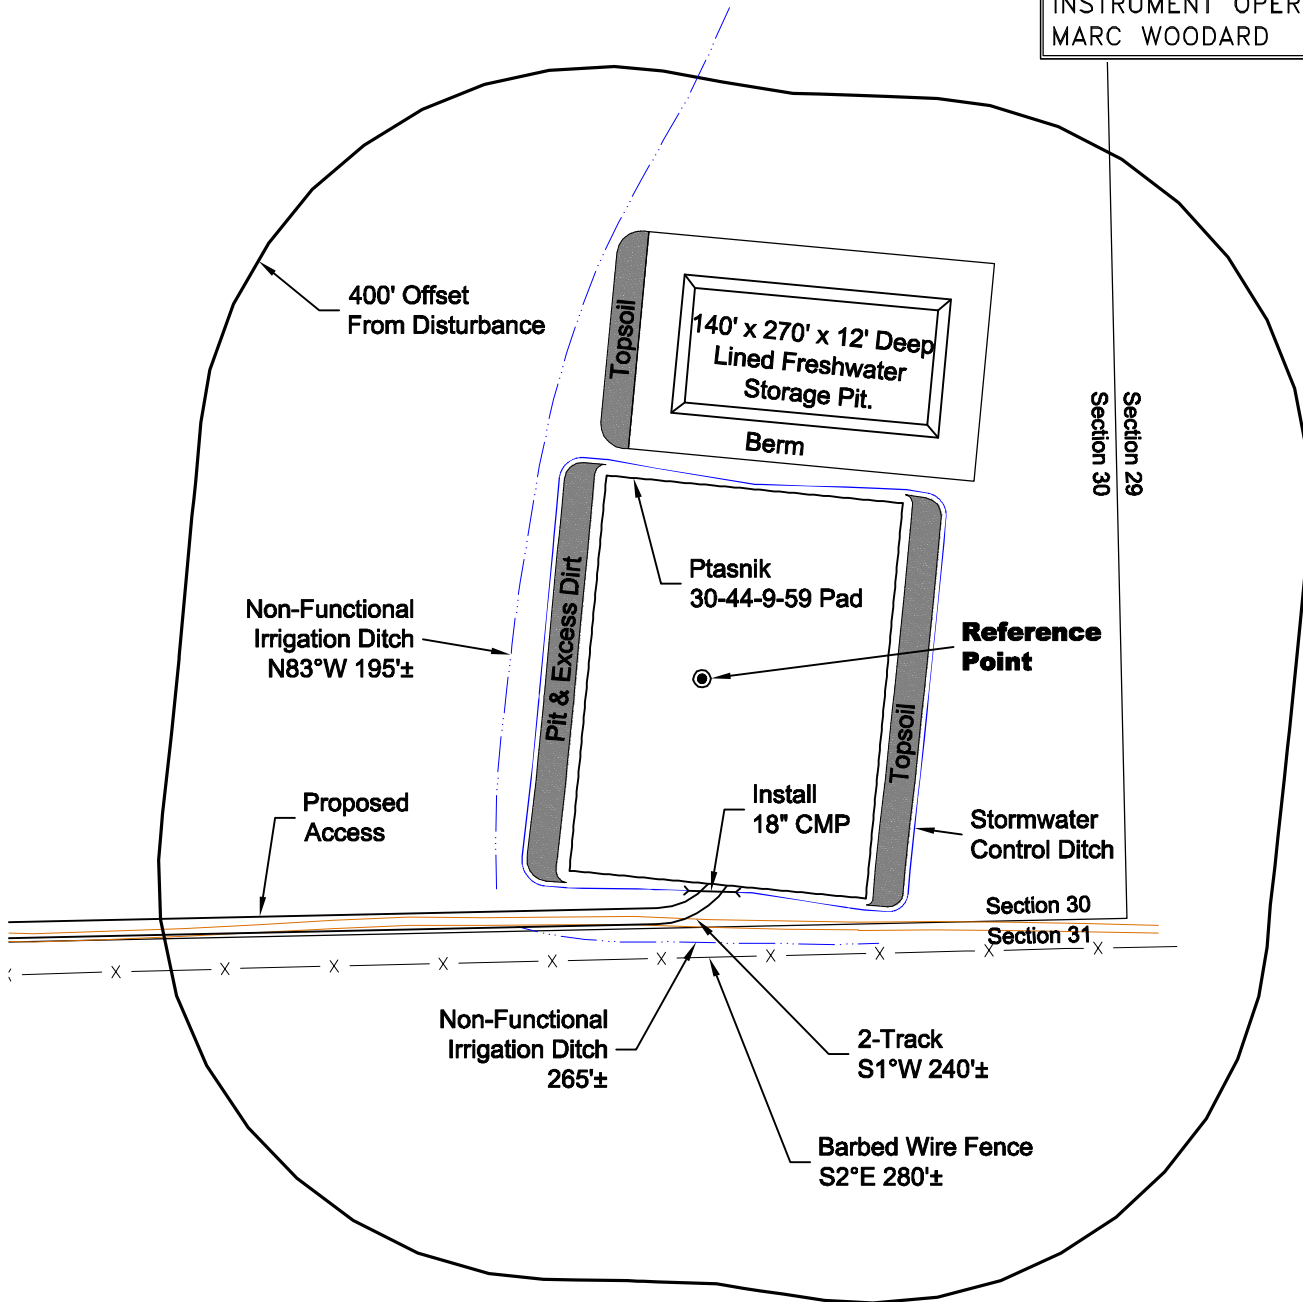 INSTRUMENT OPER
MARC WOODARD
400' Offset
From Disturbance
Topsoil
140' x 270' x 12' Deep
Lined Freshwater
Storage Pit.
Berm
Section 29
Section 30
Ptasnik
30-44-9-59 Pad
Non-Functional
Irrigation Ditch
N83°W 195'±
Pit & Excess Dirt
Reference
Point
Topsoil
Install
18" CMP
Proposed
Access
Stormwater
Control Ditch
Section 30
Section 31
X X X X X X X X X X
Non-Functional
Irrigation Ditch
265'±
2-Track
S1°W 240'±
Barbed Wire Fence
S2°E 280'±